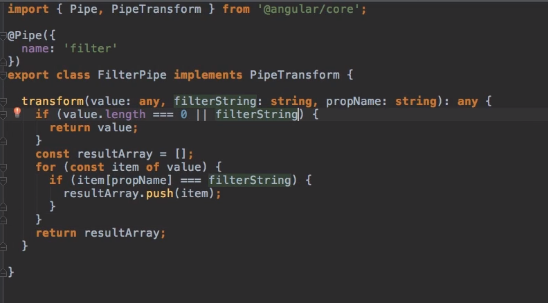 import { Pipe, PipeTransform } from '@angular/core';
@Pipe({
name: 'filter'
})
export class FilterPipe implements PipeTransform {
transform(value: any, filterString: string, propName: string): any {
if (value.length === 0 || filterString) {
return value;
}
const resultArray = [];
for (const item of value) {
if (item[propName] === filterString) {
resultArray.push(item);
}
}
return resultArray;
}
}